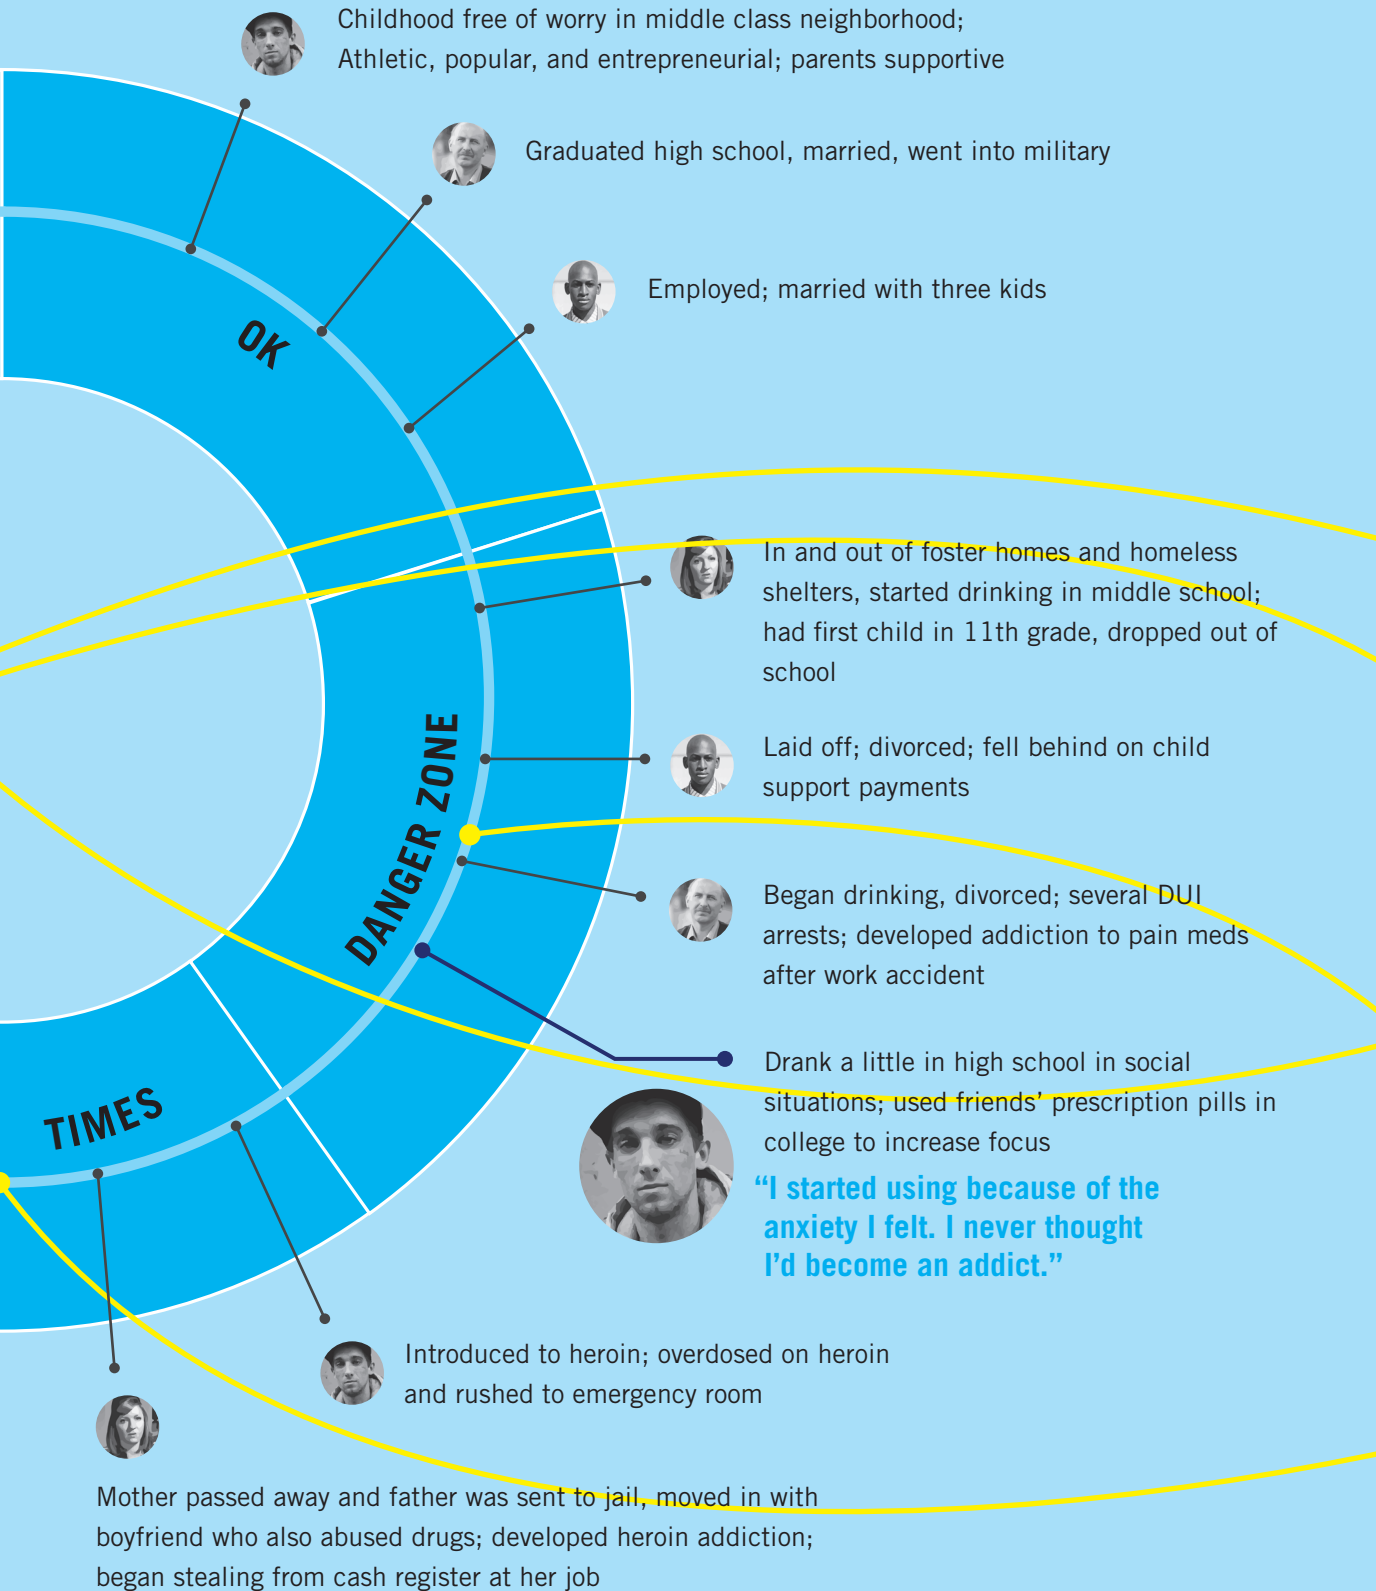 Childhood free of worry in middle class neighborhood;
Athletic, popular, and entrepreneurial; parents supportive
Graduated high school, married, went into military
Employed; married with three kids
OK
In and out of foster homes and homeless
shelters, started drinking in middle school;
had first child in 11th grade, dropped out of
school
Laid off; divorced; fell behind on child
support payments
DANGER ZONE
Began drinking, divorced; several DUI
arrests; developed addiction to pain meds
after work accident
Drank a little in high school in social
situations; used friends’ prescription pills in
college to increase focus
“I started using because of the
anxiety I felt. I never thought
I’d become an addict.”
TIMES
Introduced to heroin; overdosed on heroin
and rushed to emergency room
Mother passed away and father was sent to jail, moved in with
boyfriend who also abused drugs; developed heroin addiction;
began stealing from cash register at her job